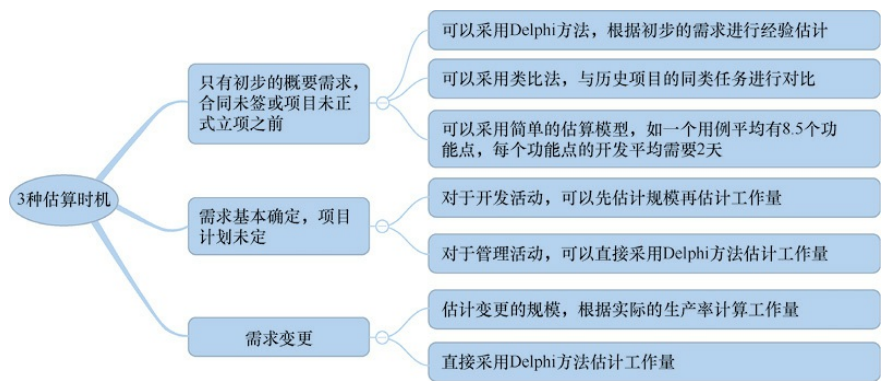 3种估算时机
只有初步的概要需求，
合同未签或项目未正
式立项之前
可以采用Delphi方法，根据初步的需求进行经验估计
可以采用类比法，与历史项目的同类任务进行对比
可以采用简单的估算模型，如一个用例平均有8.5个功
能点，每个功能点的开发平均需要2天
需求基本确定，项目
计划未定
对于开发活动，可以先估计规模再估计工作量
对于管理活动，可以直接采用Delphi方法估计工作量
需求变更
估计变更的规模，根据实际的生产率计算工作量
直接采用Delphi方法估计工作量